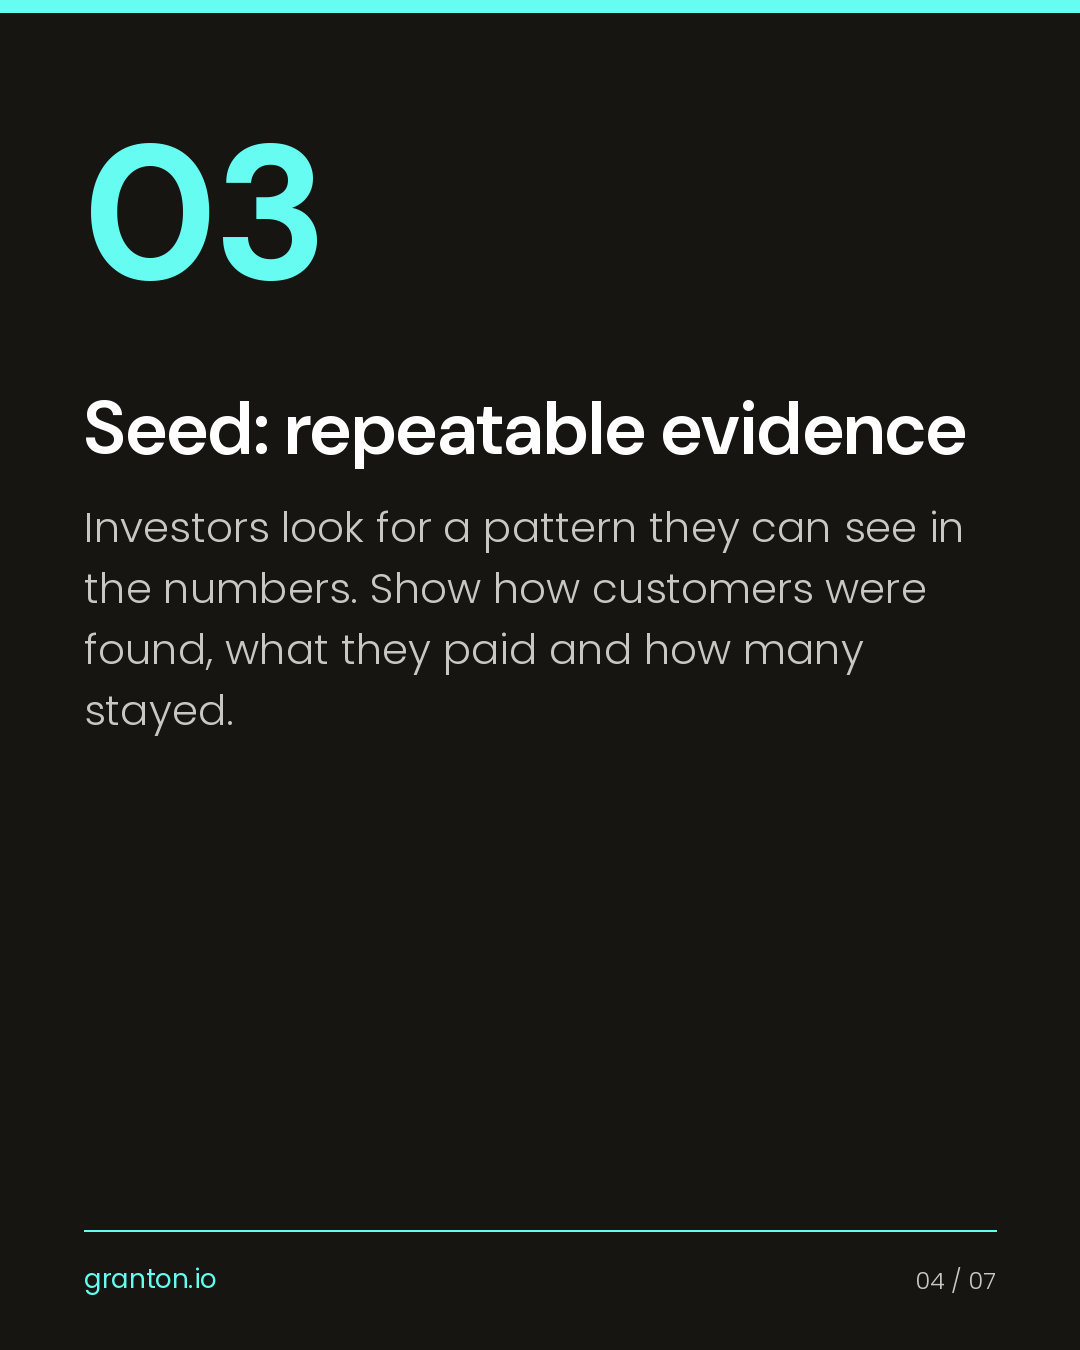 03
Seed: repeatable evidence
Investors look for a pattern they can see in
the numbers. Show how customers were
found, what they paid and how many
stayed.
granton.io
04 / 07